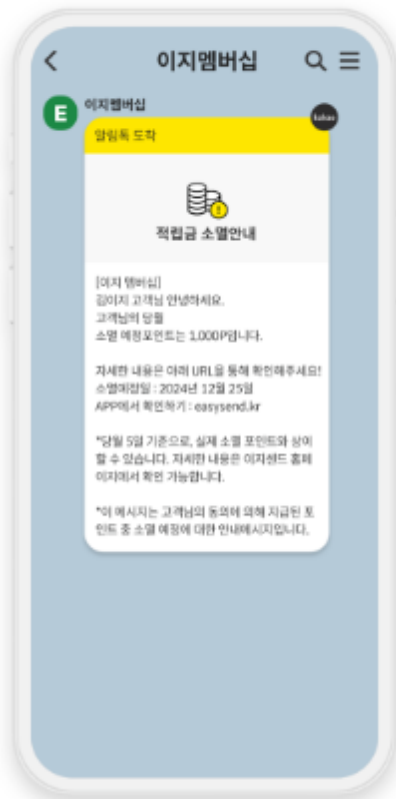 이지멤버십
E
이지멤버십
알림톡 도착
kakao
적립금 소멸안내
[이지 멤버십]
김이지 고객님 안녕하세요.
고객님의 당월
소멸 예정포인트는 1,000P입니다.
자세한 내용은 아래 URL을 통해 확인해주세요!
소멸예정일 : 2024년 12월 25일
APP에서 확인하기 : easysend.kr
*당월 5일 기준으로, 실제 소멸 포인트와 상이
할 수 있습니다. 자세한 내용은 이지샌드 홈페
이지에서 확인 가능합니다.
*이 메시지는 고객님의 동의에 의해 지급된 포
인트 중 소멸 예정에 대한 안내메시지입니다.